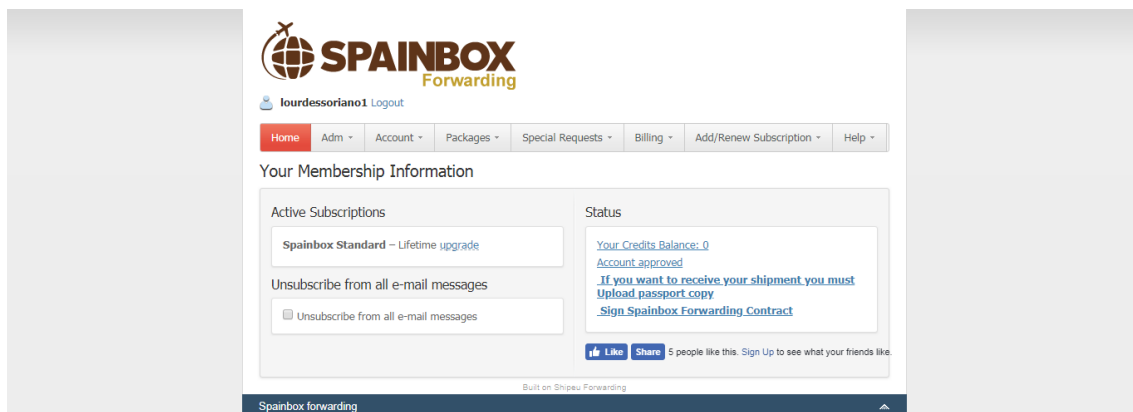 SPAINBOX
Forwarding
lourdessoriano1 Logout
Home Adm Account Packages Special Requests Billing Add/Renew Subscription Help
Your Membership Information
Active Subscriptions
Spainbox Standard – Lifetime upgrade
Unsubscribe from all e-mail messages
Unsubscribe from all e-mail messages
Status
Your Credits Balance: 0
Account approved
If you want to receive your shipment you must
Upload passport copy
Sign Spainbox Forwarding Contract
Like Share 5 people like this. Sign Up to see what your friends like.
Built on Shipeu Forwarding
Spainbox forwarding